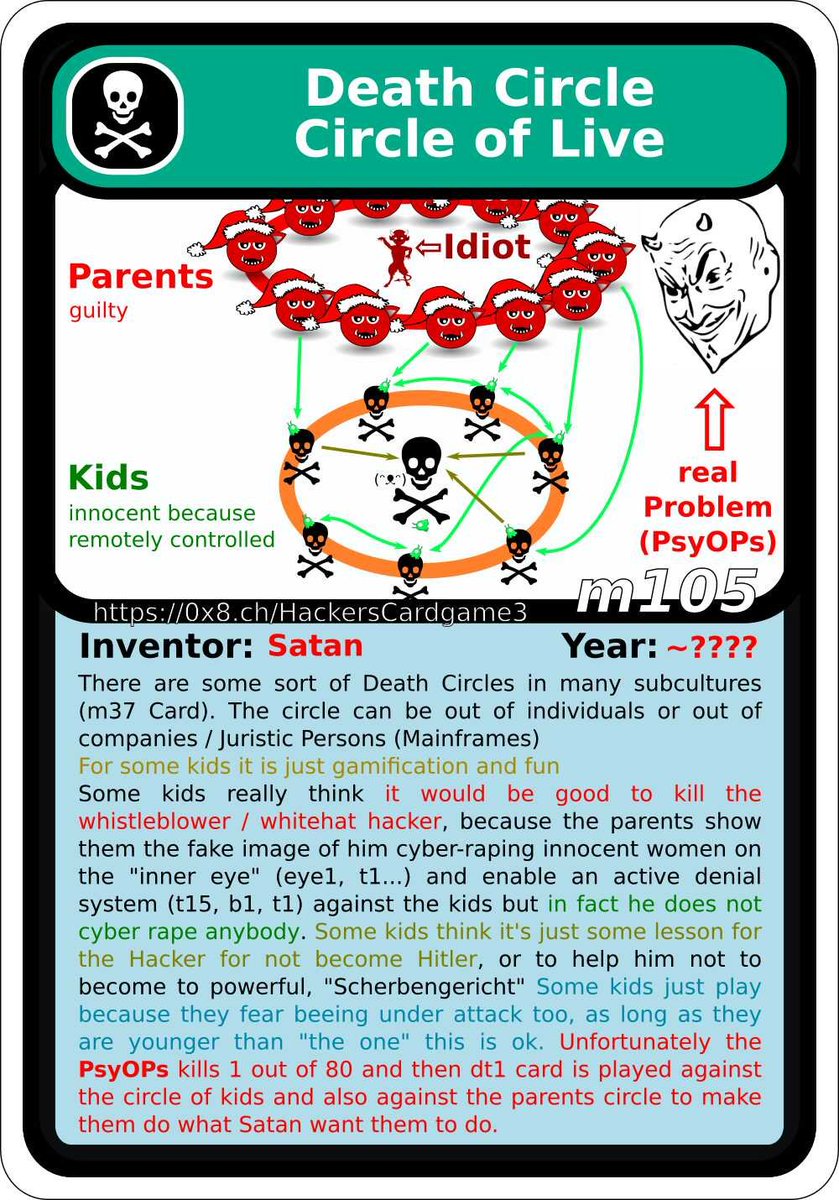 Death Circle
Circle of Live
⇦Idiot
Parents
guilty
Kids
innocent because
remotely controlled
real
Problem
(PsyOPs)
m105
https://0x8.ch/HackersCardgame3
Inventor: Satan Year: ~????
There are some sort of Death Circles in many subcultures
(m37 Card). The circle can be out of individuals or out of
companies / Juristic Persons (Mainframes)
For some kids it is just gamification and fun
Some kids really think it would be good to kill the
whistleblower / whitehat hacker, because the parents show
them the fake image of him cyber-raping innocent women on
the "inner eye" (eye1, t1...) and enable an active denial
system (t15, b1, t1) against the kids but in fact he does not
cyber rape anybody. Some kids think it's just some lesson for
the Hacker for not become Hitler, or to help him not to
become to powerful, "Scherbengericht" Some kids just play
because they fear beeing under attack too, as long as they
are younger than "the one" this is ok. Unfortunately the
PsyOPs kills 1 out of 80 and then dt1 card is played against
the circle of kids and also against the parents circle to make
them do what Satan want them to do.